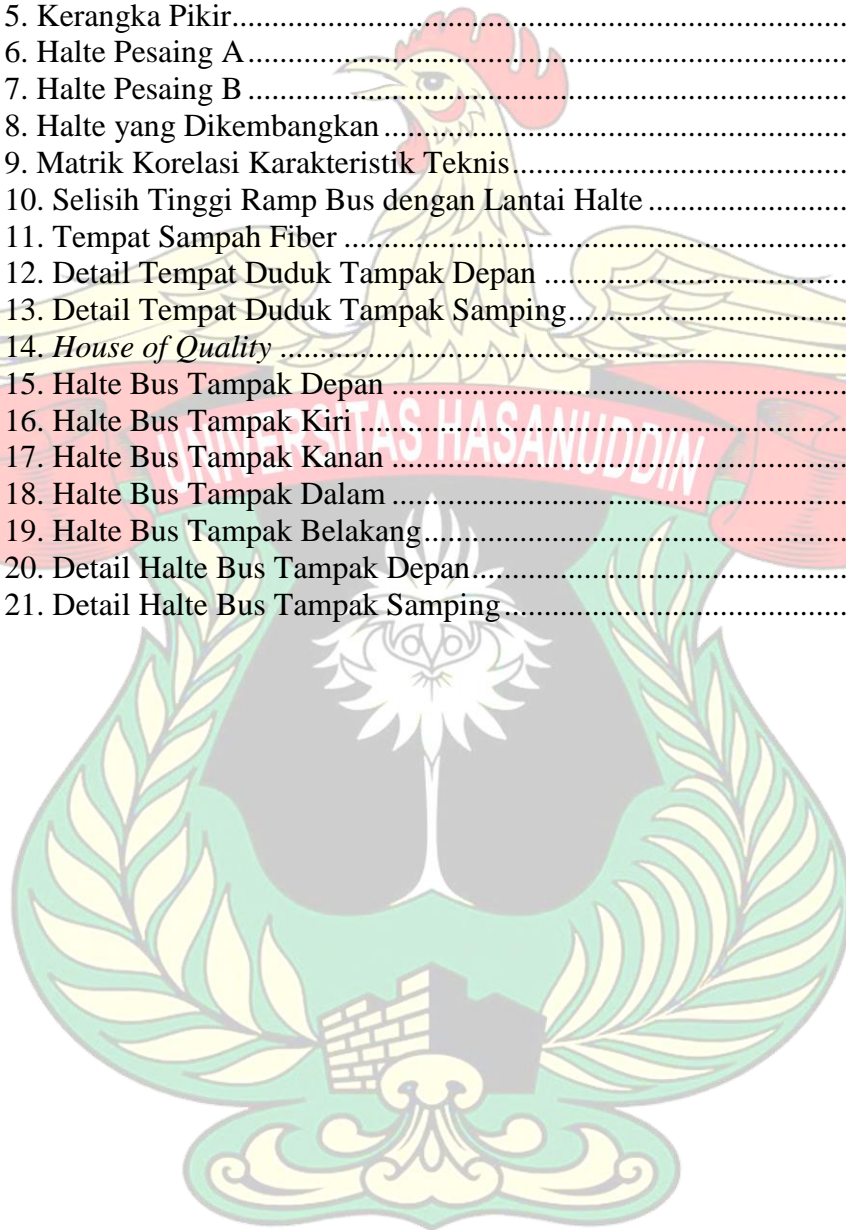 5. Kerangka Pikir................................................................................
6. Halte Pesaing A..............................................................................
7. Halte Pesaing B..............................................................................
8. Halte yang Dikembangkan.............................................................
9. Matrik Korelasi Karakteristik Teknis.............................................
10. Selisih Tinggi Ramp Bus dengan Lantai Halte............................
11. Tempat Sampah Fiber..................................................................
12. Detail Tempat Duduk Tampak Depan.........................................
13. Detail Tempat Duduk Tampak Samping......................................
14. House of Quality..........................................................................
15. Halte Bus Tampak Depan............................................................
16. Halte Bus Tampak Kiri................................................................
UNIVERSITAS HASANUDDIN
17. Halte Bus Tampak Kanan............................................................
18. Halte Bus Tampak Dalam............................................................
19. Halte Bus Tampak Belakang........................................................
20. Detail Halte Bus Tampak Depan..................................................
21. Detail Halte Bus Tampak Samping..............................................